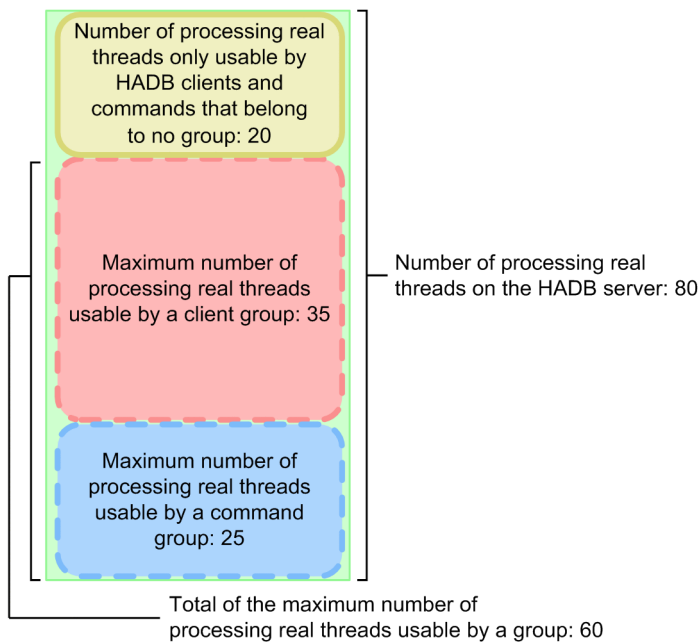 Number of processing real
threads only usable by
HADB clients and
commands that belong
to no group: 20
Maximum number of
processing real threads
usable by a client group: 35
Number of processing real
threads on the HADB server: 80
Maximum number of
processing real threads
usable by a command
group: 25
Total of the maximum number of
processing real threads usable by a group: 60